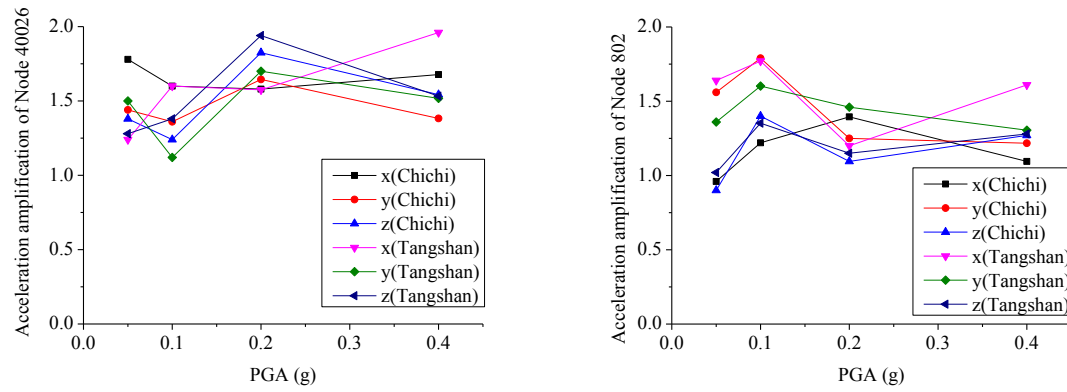 Acceleration amplification of Node 40026
2.0
1.5
1.0
0.5
0.0
0.0
0.1
0.2
0.3
0.4
PGA (g)
x(Chichi)
y(Chichi)
z(Chichi)
x(Tangshan)
y(Tangshan)
z(Tangshan)
Acceleration amplification of Node 802
2.0
1.5
1.0
0.5
0.0
0.0
0.1
0.2
0.3
0.4
PGA (g)
x(Chichi)
y(Chichi)
z(Chichi)
x(Tangshan)
y(Tangshan)
z(Tangshan)